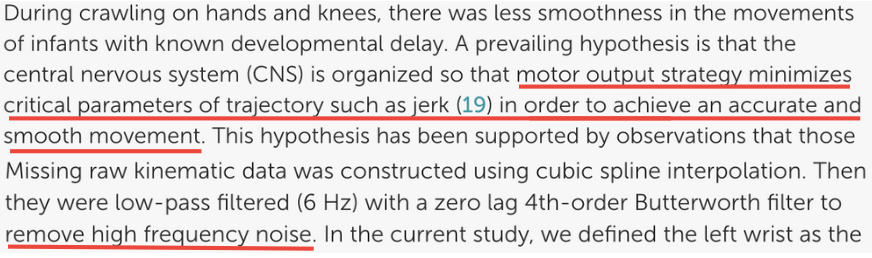 During crawling on hands and knees, there was less smoothness in the movements
of infants with known developmental delay. A prevailing hypothesis is that the
central nervous system (CNS) is organized so that motor output strategy minimizes
critical parameters of trajectory such as jerk (19) in order to achieve an accurate and
smooth movement. This hypothesis has been supported by observations that those
Missing raw kinematic data was constructed using cubic spline interpolation. Then
they were low-pass filtered (6 Hz) with a zero lag 4th-order Butterworth filter to
remove high frequency noise. In the current study, we defined the left wrist as the